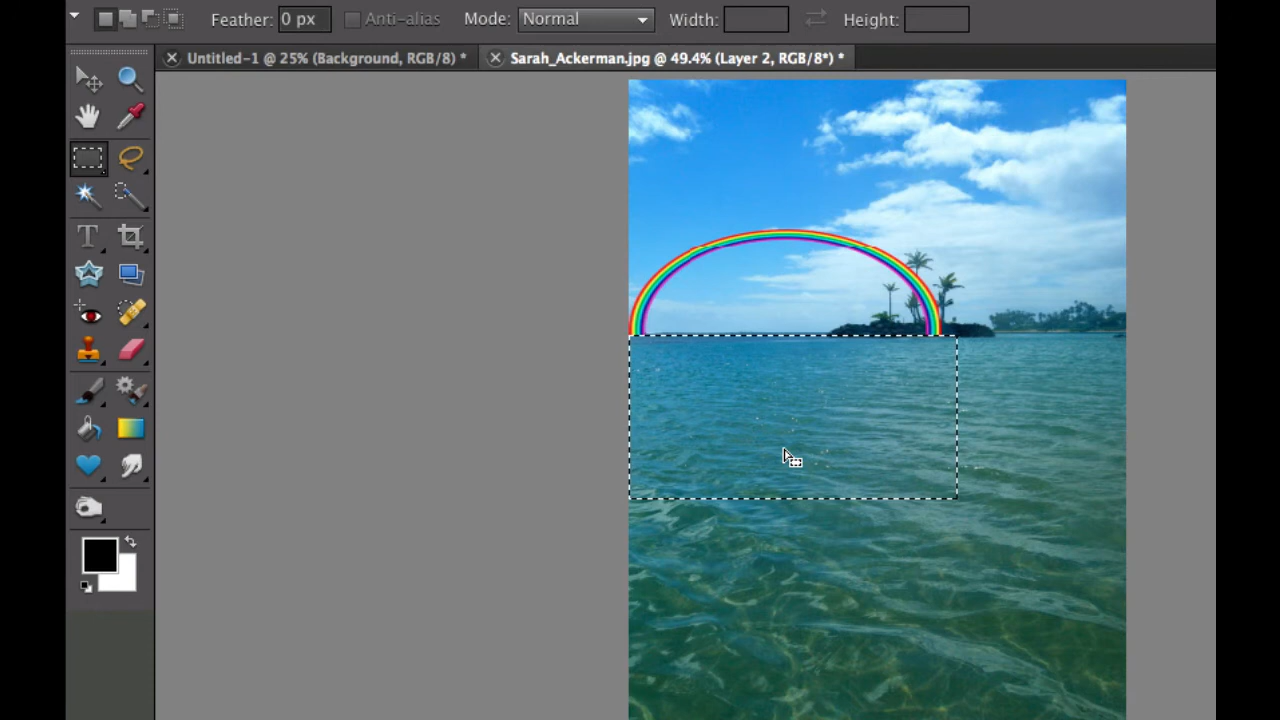 Feather: 0 px Anti-alias Mode: Normal Width: Height:
Untitled-1 @ 25% (Background, RGB/8) * Sarah_Ackerman.jpg @ 49.4% (Layer 2, RGB/8*) *
T